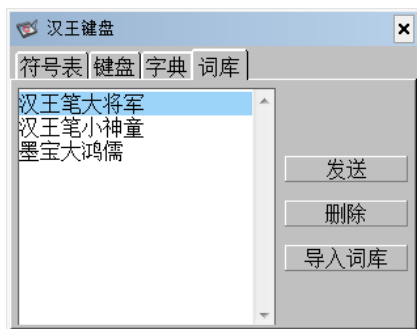 汉王键盘
符号表 键盘 字典 词库
汉王笔大将军
汉王笔小神童
墨宝大鸿儒
发送
删除
导入词库